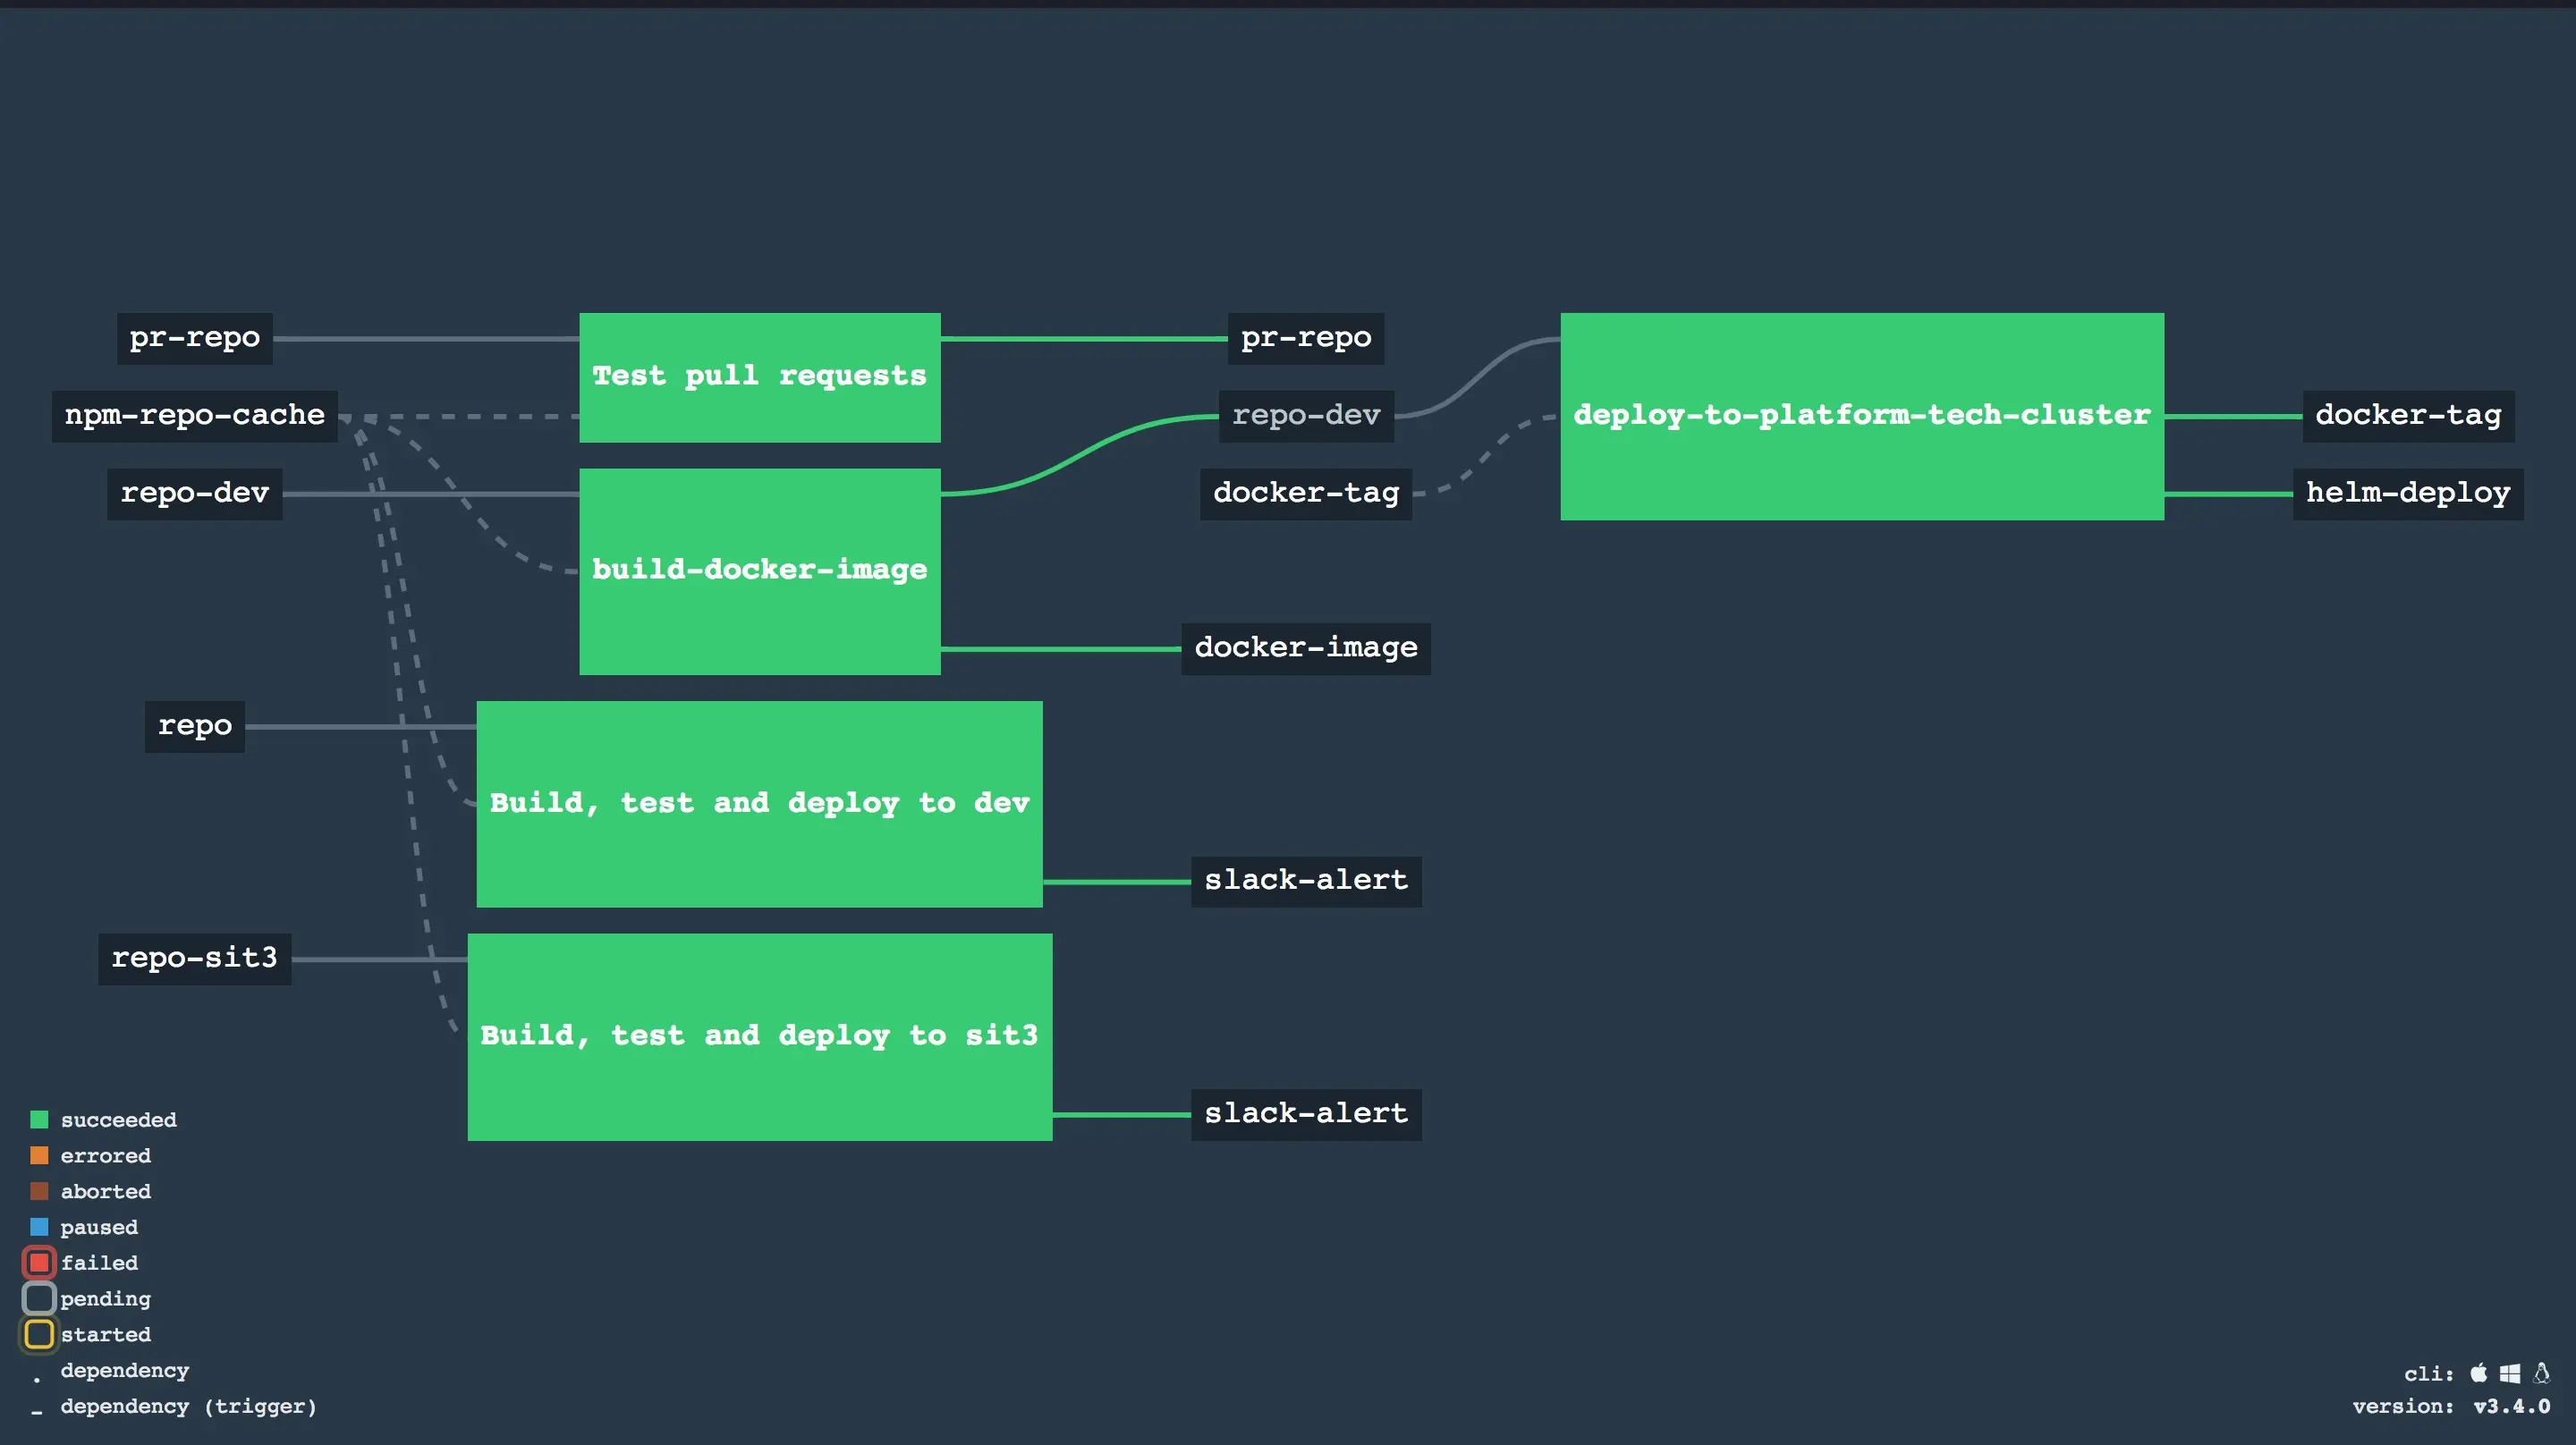 pr-repo
Test pull requests
pr-repo
npm-repo-cache
repo-dev
deploy-to-platform-tech-cluster
docker-tag
repo-dev
docker-tag
helm-deploy
build-docker-image
docker-image
repo
Build, test and deploy to dev
slack-alert
repo-sit3
Build, test and deploy to sit3
slack-alert
succeeded
errored
aborted
paused
failed
pending
started
. dependency
- dependency (trigger)
cli:
version: v3.4.0